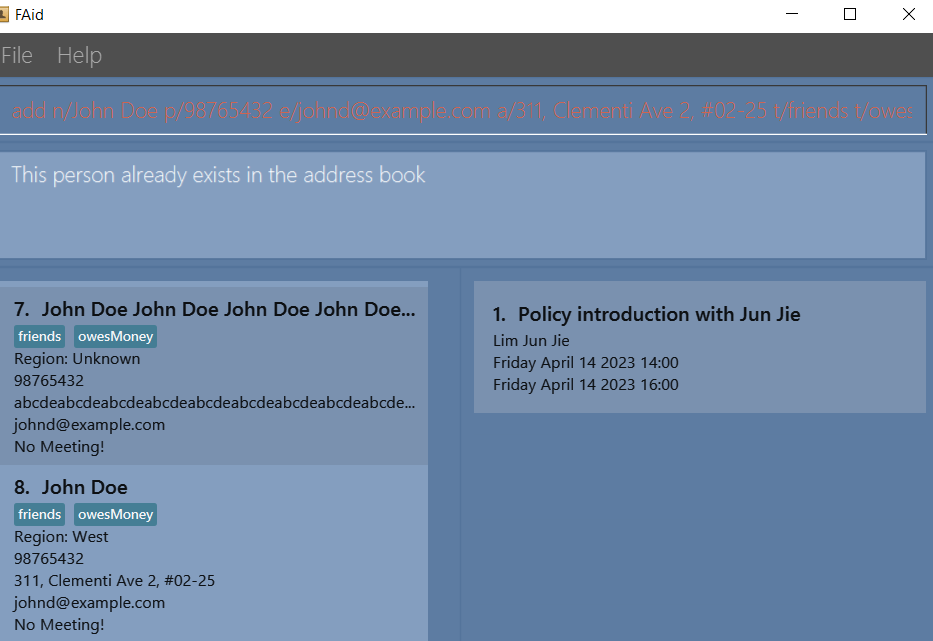 FAid
File Help
add n/John Doe p/98765432 e/johnd@example.com a/311, Clementi Ave 2, #02-25 t/friends t/owes
This person already exists in the address book
7. John Doe John Doe John Doe John Doe...
friends owesMoney
Region: Unknown
98765432
abcdeabcdeabcdeabcdeabcdeabcdeabcdeabcdeabcde...
johnd@example.com
No Meeting!
8. John Doe
friends owesMoney
Region: West
98765432
311, Clementi Ave 2, #02-25
johnd@example.com
No Meeting!
1. Policy introduction with Jun Jie
Lim Jun Jie
Friday April 14 2023 14:00
Friday April 14 2023 16:00